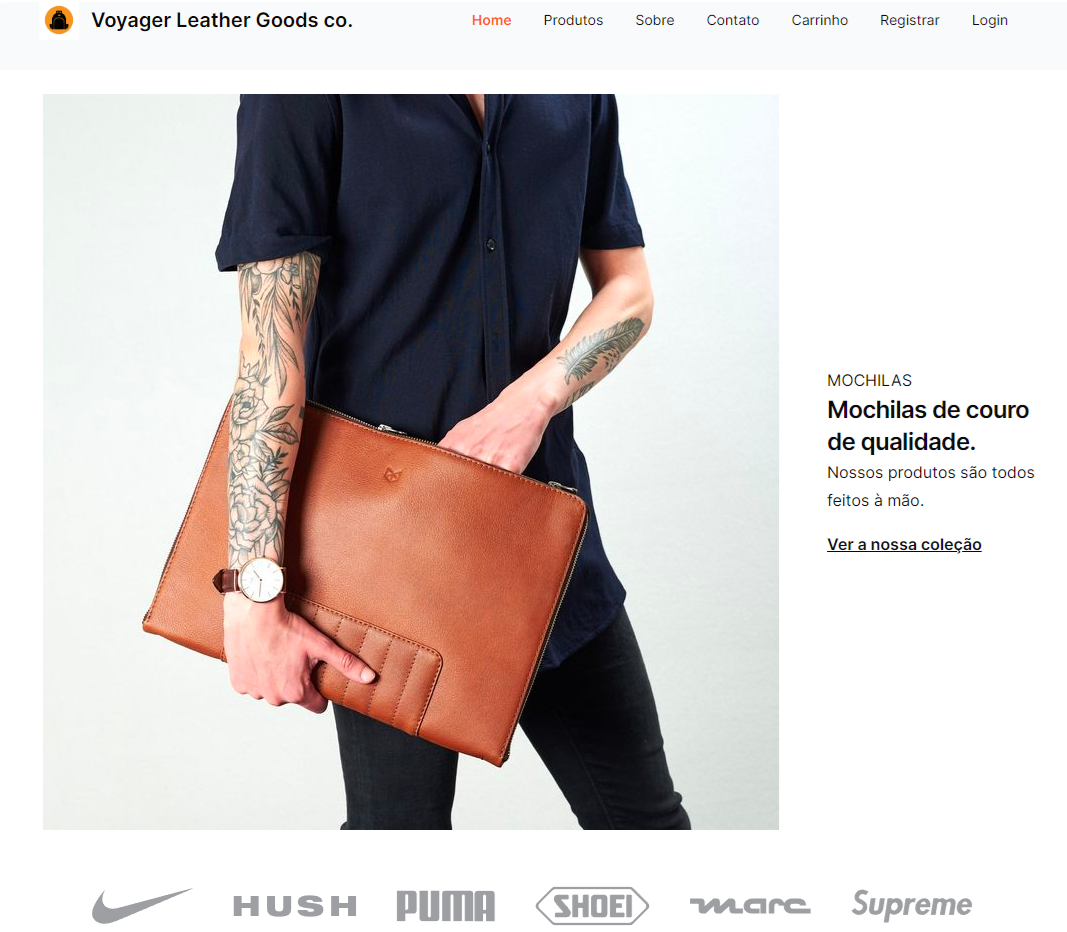 Voyager Leather Goods co.
Home Produtos Sobre Contato Carrinho Registrar Login
MOCHILAS
Mochilas de couro
de qualidade.
Nossos produtos são todos
feitos à mão.
Ver a nossa coleção
HUSH PUMA SHOEI marc Supreme